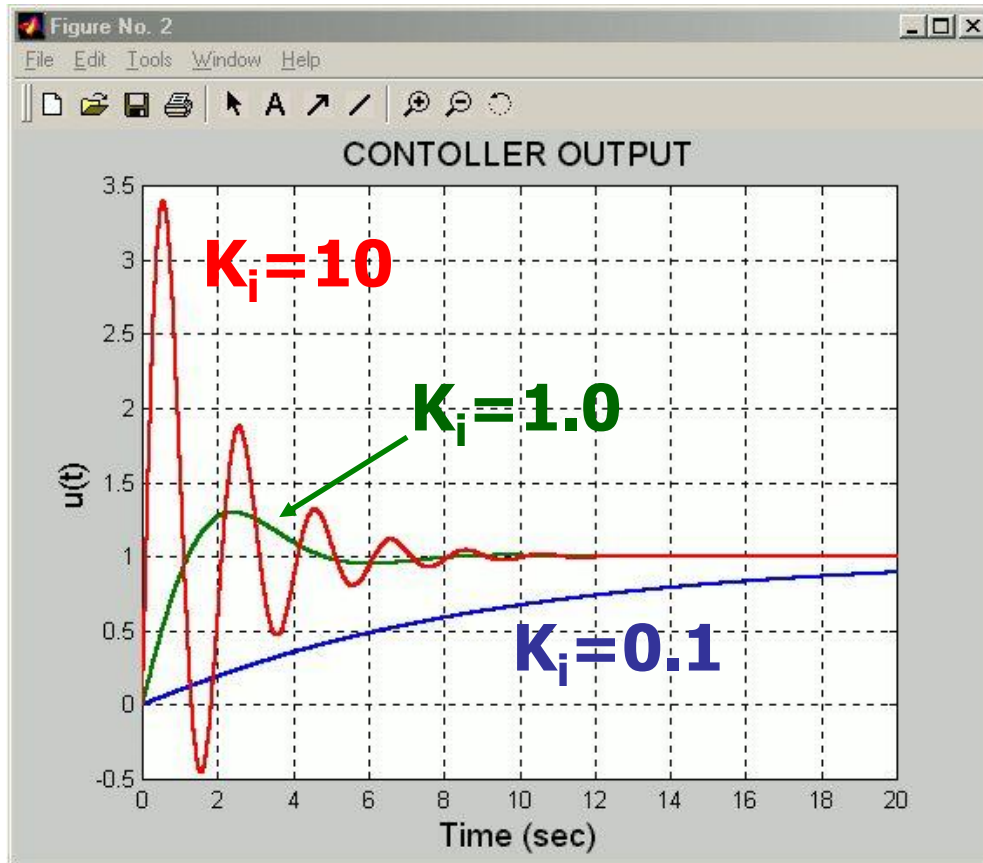 Figure No. 2
File Edit Tools Window Help
A
CONTOLLER OUTPUT
3.5
3
2.5
2
1.5
1
0.5
0
-0.5
u(t)
Ki=10
Ki=1.0
Ki=0.1
0 2 4 6 8 10 12 14 16 18 20
Time (sec)